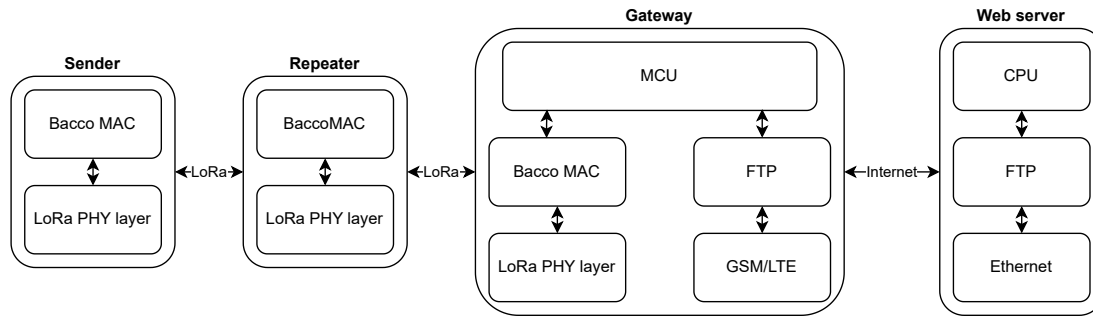 Sender
Bacco MAC
LoRa PHY layer
LoRa
Repeater
BaccoMAC
LoRa PHY layer
LoRa
Gateway
MCU
Bacco MAC
FTP
LoRa PHY layer
GSM/LTE
Internet
Web server
CPU
FTP
Ethernet